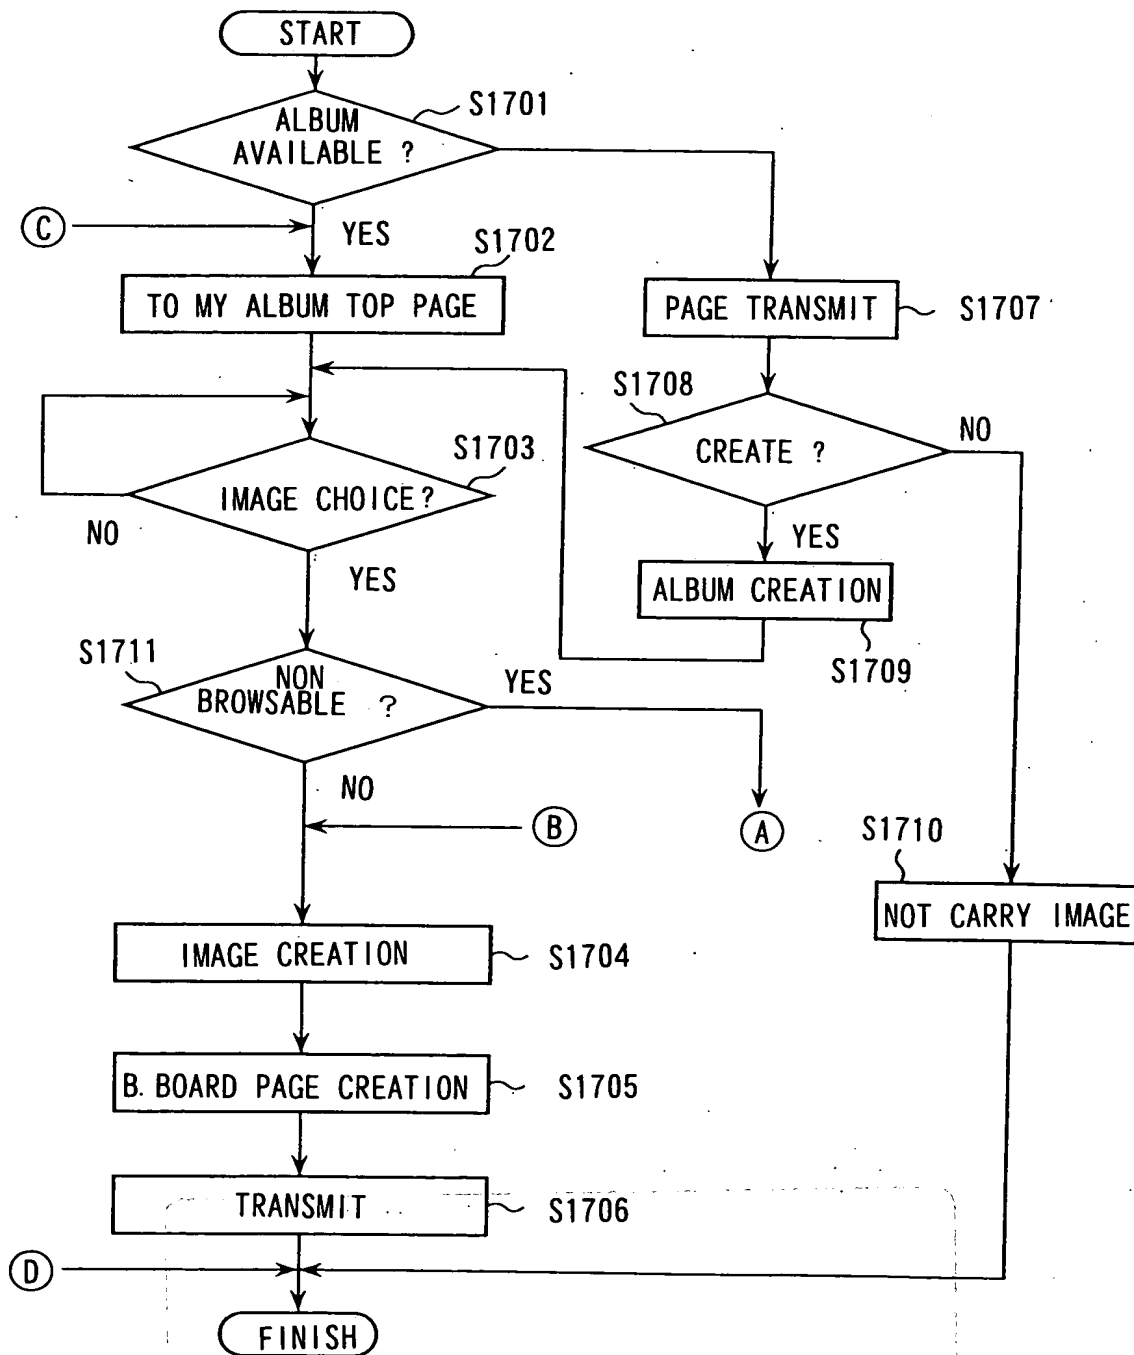 START
S1701
ALBUM
AVAILABLE ?
C
YES
S1702
TO MY ALBUM TOP PAGE
PAGE TRANSMIT
S1707
S1708
CREATE ?
NO
S1703
IMAGE CHOICE?
NO
YES
YES
ALBUM CREATION
S1709
S1711
NON
BROWSABLE ?
YES
NO
B
A
S1710
NOT CARRY IMAGE
IMAGE CREATION
S1704
B. BOARD PAGE CREATION
S1705
TRANSMIT
S1706
D
FINISH